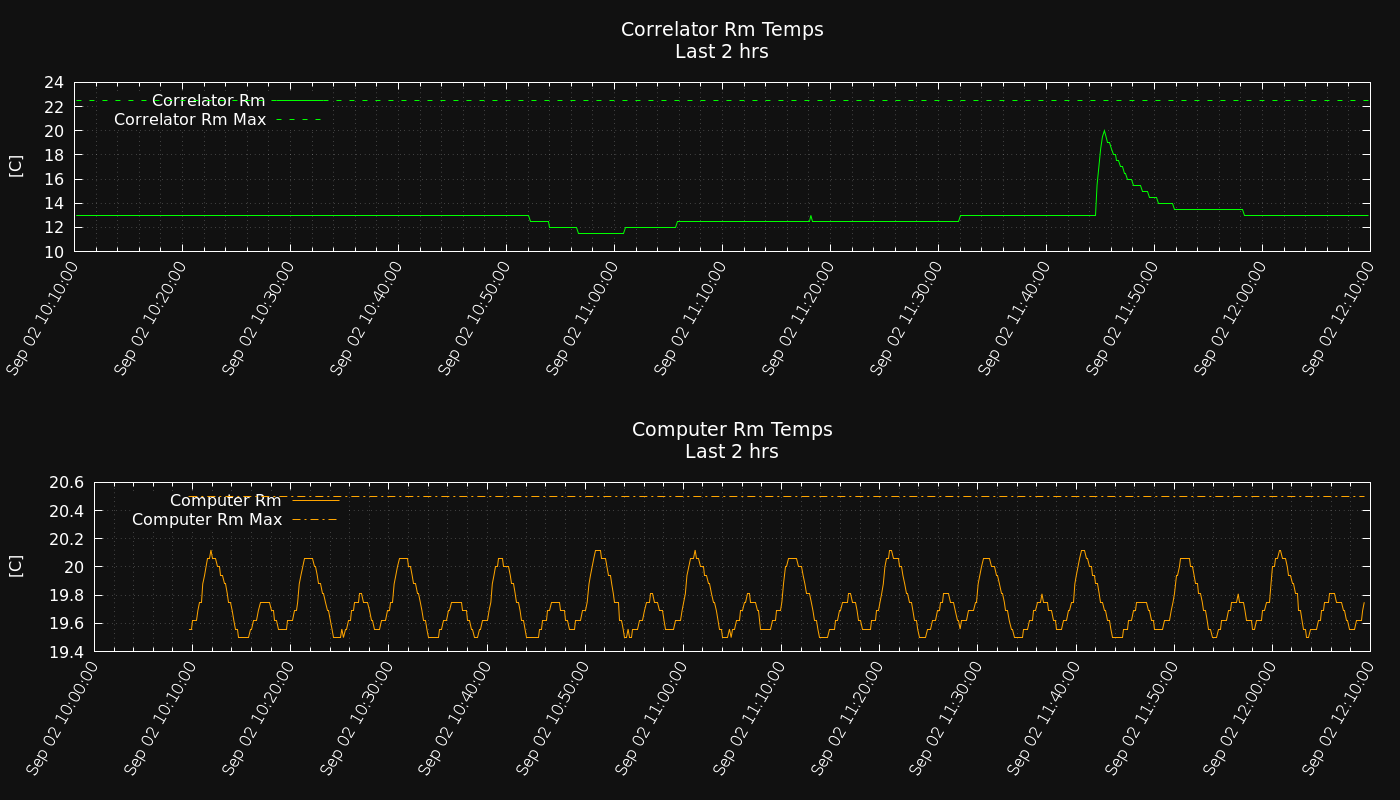 Correlator Rm Temps
Last 2 hrs
24
22
20
18
16
14
12
10
[C]
Correlator Rm
Correlator Rm Max
Sep 02 10:10:00
Sep 02 10:20:00
Sep 02 10:30:00
Sep 02 10:40:00
Sep 02 10:50:00
Sep 02 11:00:00
Sep 02 11:10:00
Sep 02 11:20:00
Sep 02 11:30:00
Sep 02 11:40:00
Sep 02 11:50:00
Sep 02 12:00:00
Sep 02 12:10:00
Computer Rm Temps
Last 2 hrs
20.6
20.4
20.2
20
19.8
19.6
19.4
[C]
Computer Rm
Computer Rm Max
Sep 02 10:00:00
Sep 02 10:10:00
Sep 02 10:20:00
Sep 02 10:30:00
Sep 02 10:40:00
Sep 02 10:50:00
Sep 02 11:00:00
Sep 02 11:10:00
Sep 02 11:20:00
Sep 02 11:30:00
Sep 02 11:40:00
Sep 02 11:50:00
Sep 02 12:00:00
Sep 02 12:10:00